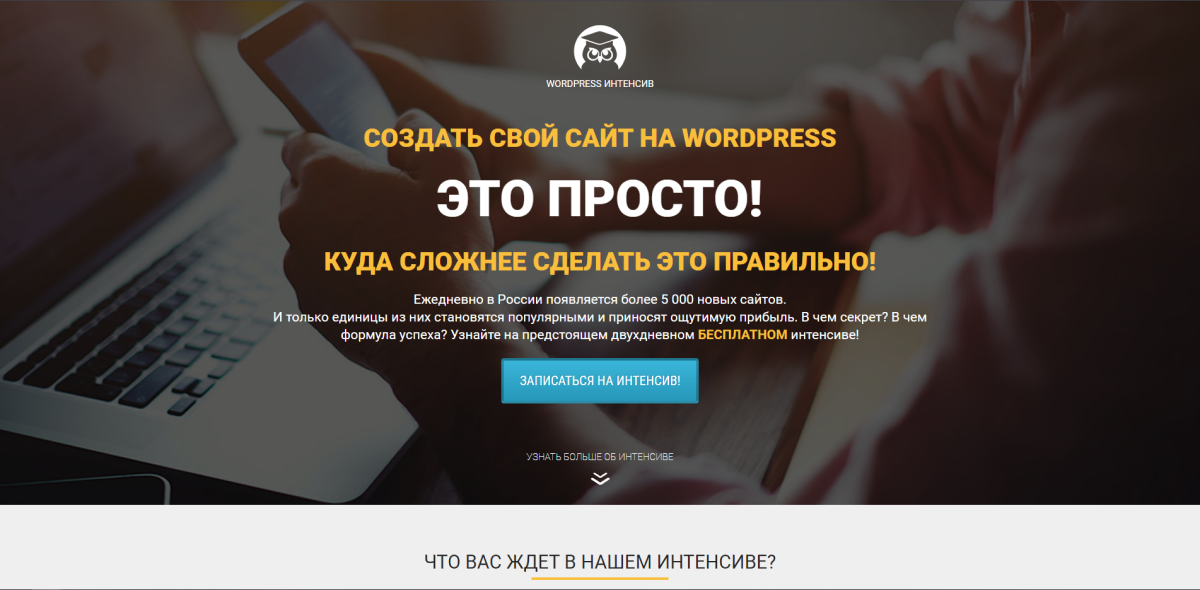 WORDPRESS ИНТЕНСИВ
СОЗДАТЬ СВОЙ САЙТ НА WORDPRESS
ЭТО ПРОСТО!
КУДА СЛОЖНЕЕ СДЕЛАТЬ ЭТО ПРАВИЛЬНО!
Ежедневно в России появляется более 5 000 новых сайтов.
И только единицы из них становятся популярными и приносят ощутимую прибыль. В чем секрет? В чем
формула успеха? Узнайте на предстоящем двухдневном БЕСПЛАТНОМ интенсиве!
ЗАПИСАТЬСЯ НА ИНТЕНСИВ!
УЗНАТЬ БОЛЬШЕ ОБ ИНТЕНСИВЕ
ЧТО ВАС ЖДЕТ В НАШЕМ ИНТЕНСИВЕ?